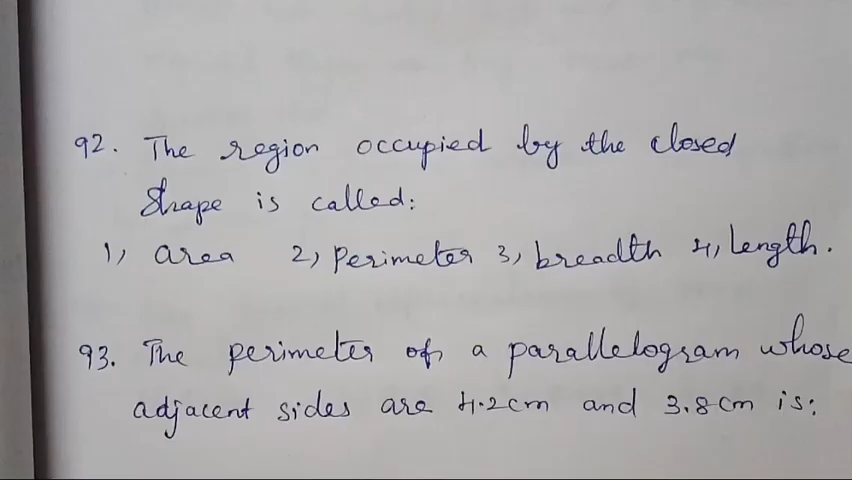 92. The region occupied by the closed
shape is called:
1, area 2, perimeter 3, breadth 4, length.
93. The perimeter of a parallelogram whose
adjacent sides are 4.2cm and 3.8cm is: